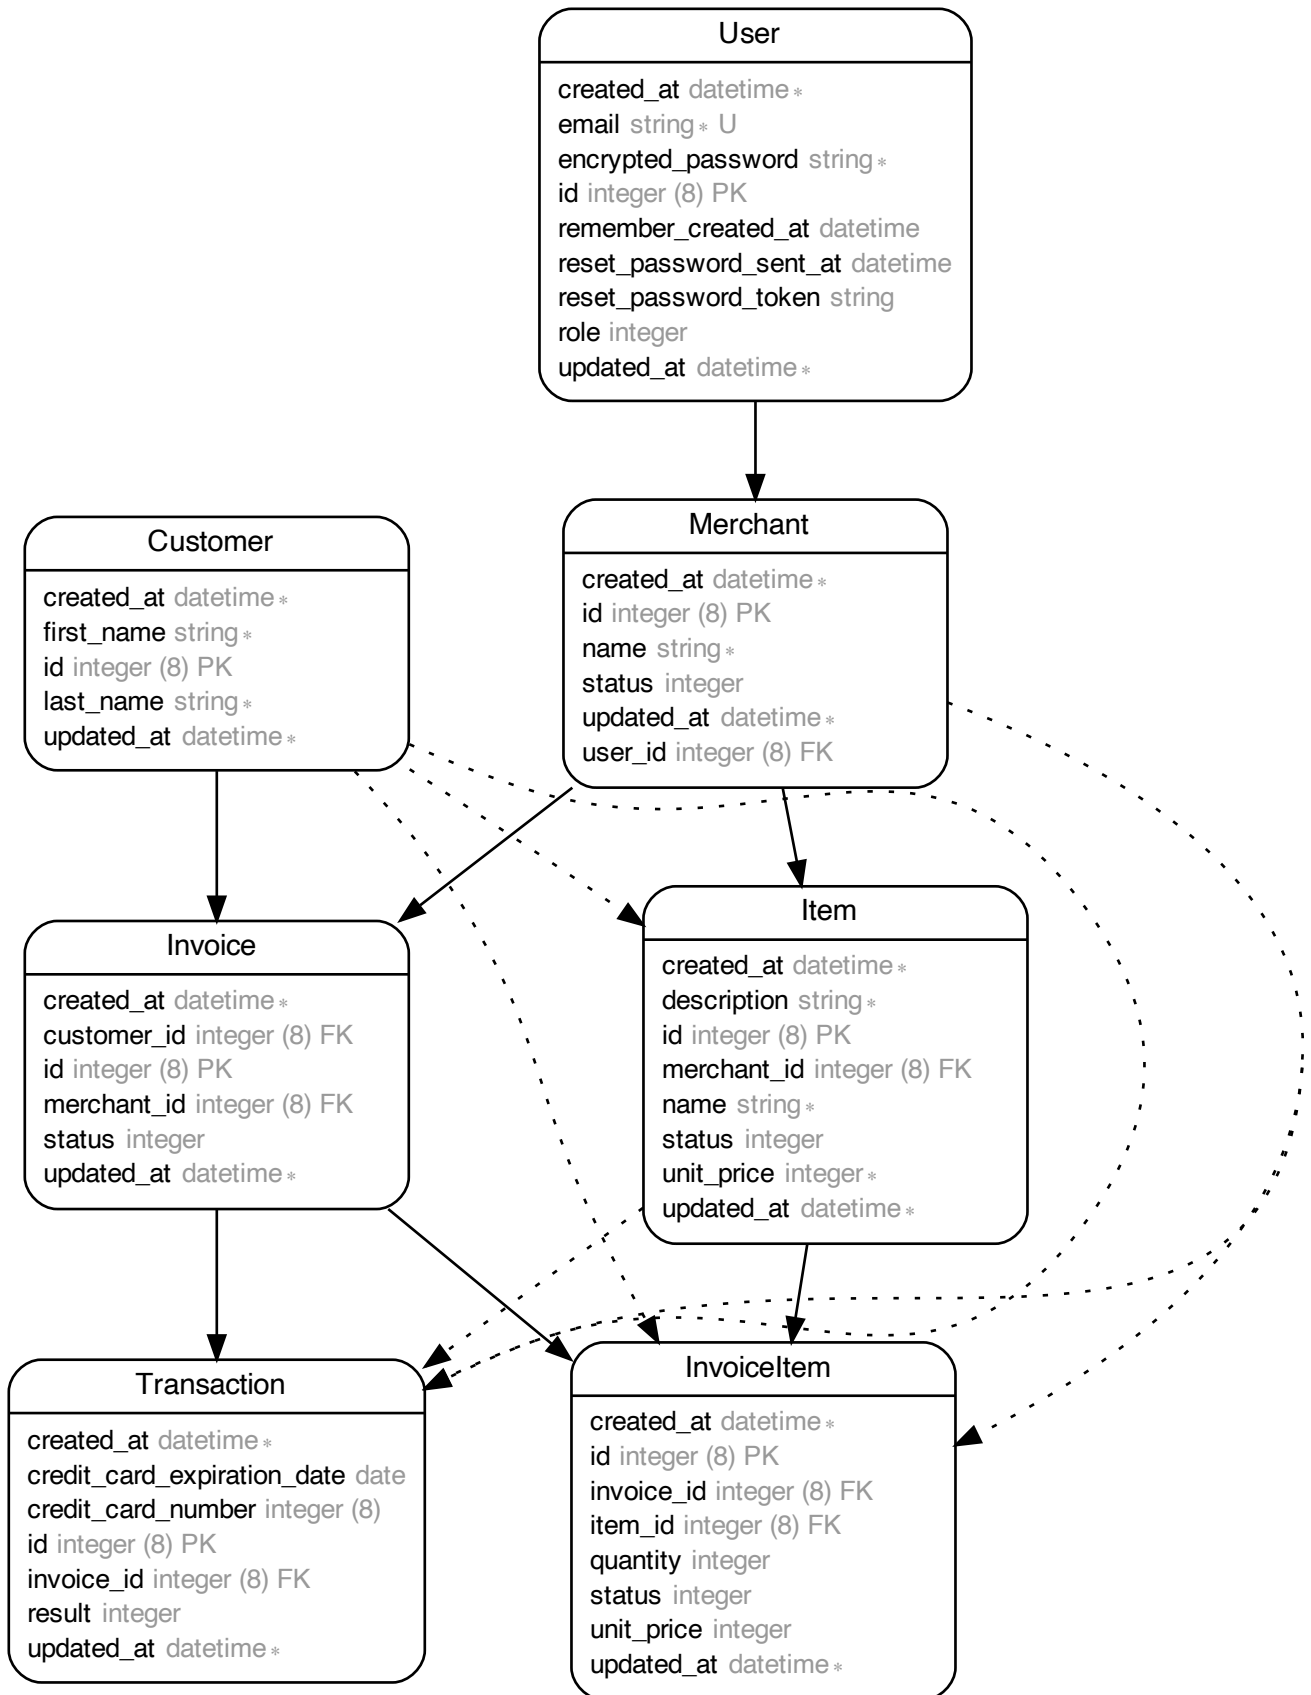 User
created_at datetime ∗
email string ∗ U
encrypted_password string ∗
id integer (8) PK
remember_created_at datetime
reset_password_sent_at datetime
reset_password_token string
role integer
updated_at datetime ∗
Customer
created_at datetime ∗
first_name string ∗
id integer (8) PK
last_name string ∗
updated_at datetime ∗
Merchant
created_at datetime ∗
id integer (8) PK
name string ∗
status integer
updated_at datetime ∗
user_id integer (8) FK
Invoice
created_at datetime ∗
customer_id integer (8) FK
id integer (8) PK
merchant_id integer (8) FK
status integer
updated_at datetime ∗
Item
created_at datetime ∗
description string ∗
id integer (8) PK
merchant_id integer (8) FK
name string ∗
status integer
unit_price integer ∗
updated_at datetime ∗
Transaction
created_at datetime ∗
credit_card_expiration_date date
credit_card_number integer (8)
id integer (8) PK
invoice_id integer (8) FK
result integer
updated_at datetime ∗
InvoiceItem
created_at datetime ∗
id integer (8) PK
invoice_id integer (8) FK
item_id integer (8) FK
quantity integer
status integer
unit_price integer
updated_at datetime ∗